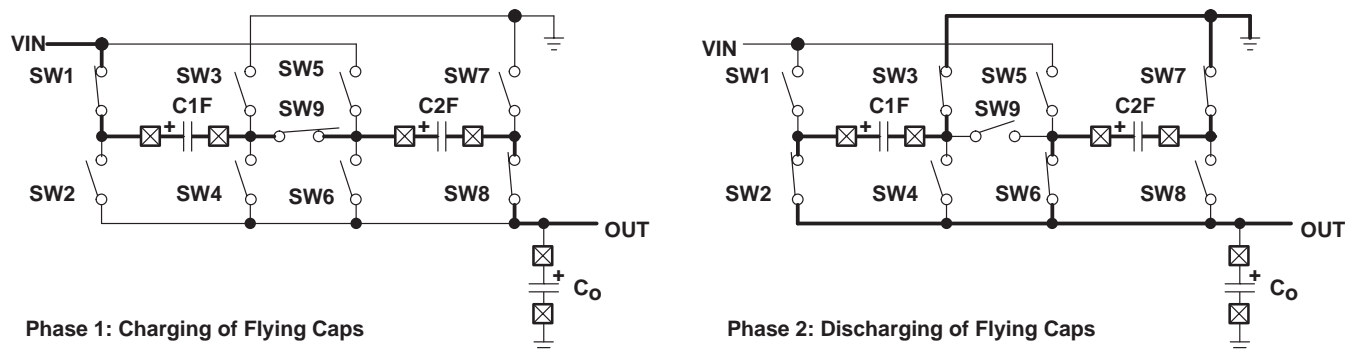 VIN
SW1
SW3
SW5
SW7
C1F
SW9
C2F
+
+
SW2
SW4
SW6
SW8
OUT
+
Co
Phase 1: Charging of Flying Caps
VIN
SW1
SW3
SW5
SW7
C1F
SW9
C2F
+
+
SW2
SW4
SW6
SW8
OUT
+
Co
Phase 2: Discharging of Flying Caps